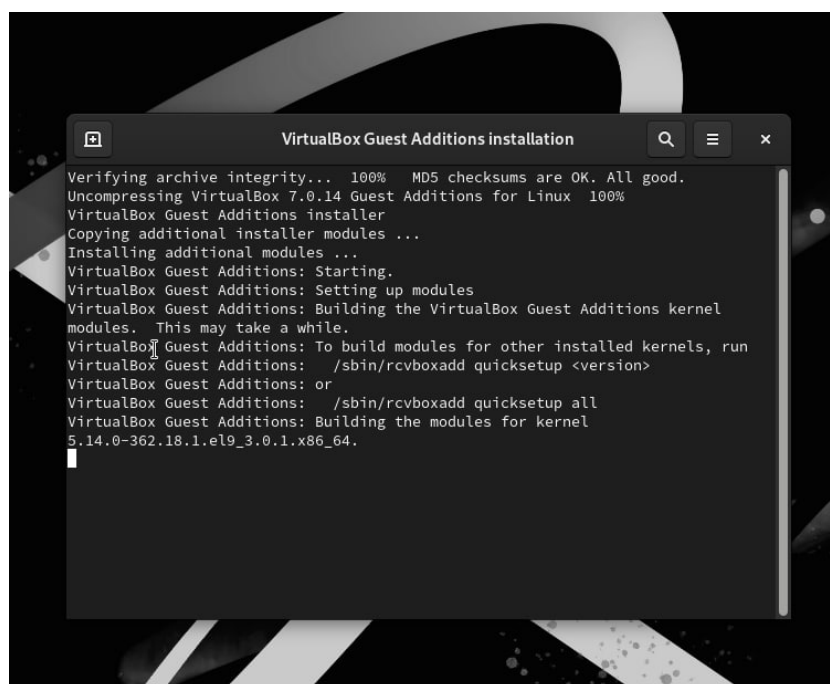 VirtualBox Guest Additions installation
Verifying archive integrity...  100%   MD5 checksums are OK. All good.
Uncompressing VirtualBox 7.0.14 Guest Additions for Linux  100%
VirtualBox Guest Additions installer
Copying additional installer modules ...
Installing additional modules ...
VirtualBox Guest Additions: Starting.
VirtualBox Guest Additions: Setting up modules
VirtualBox Guest Additions: Building the VirtualBox Guest Additions kernel
modules.  This may take a while.
VirtualBox Guest Additions: To build modules for other installed kernels, run
VirtualBox Guest Additions:   /sbin/rcvboxadd quicksetup <version>
VirtualBox Guest Additions: or
VirtualBox Guest Additions:   /sbin/rcvboxadd quicksetup all
VirtualBox Guest Additions: Building the modules for kernel
5.14.0-362.18.1.el9_3.0.1.x86_64.